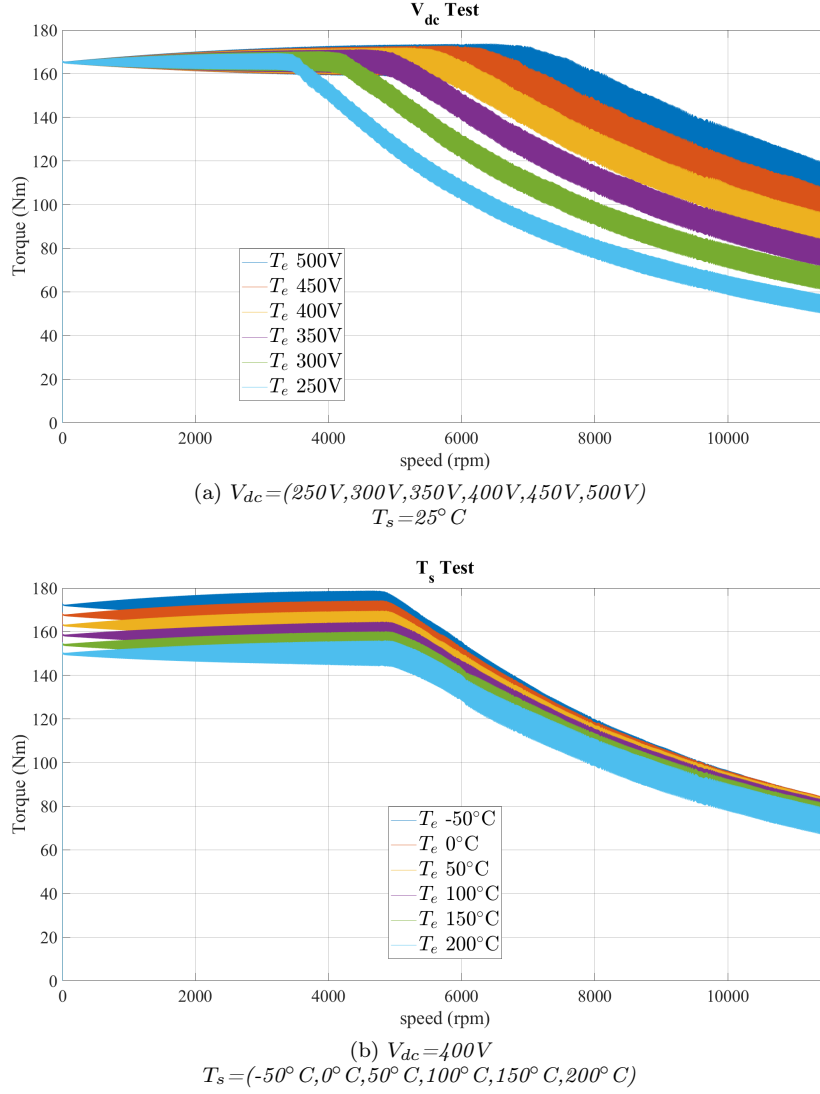 V_dc Test
180
160
140
120
100
80
60
40
20
0
Torque (Nm)
T_e 500V
T_e 450V
T_e 400V
T_e 350V
T_e 300V
T_e 250V
0 2000 4000 6000 8000 10000
speed (rpm)
(a) V_dc=(250V,300V,350V,400V,450V,500V)
T_s=25°C
T_s Test
180
160
140
120
100
80
60
40
20
0
Torque (Nm)
T_e -50°C
T_e 0°C
T_e 50°C
T_e 100°C
T_e 150°C
T_e 200°C
0 2000 4000 6000 8000 10000
speed (rpm)
(b) V_dc=400V
T_s=(-50°C,0°C,50°C,100°C,150°C,200°C)